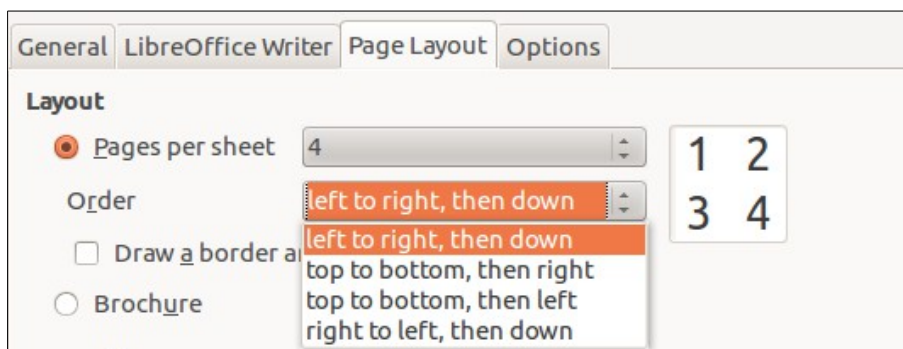 General LibreOffice Writer Page Layout Options
Layout
Pages per sheet 4
1 2
Order left to right, then down
3 4
left to right, then down
Draw a border
top to bottom, then right
top to bottom, then left
Brochure
right to left, then down